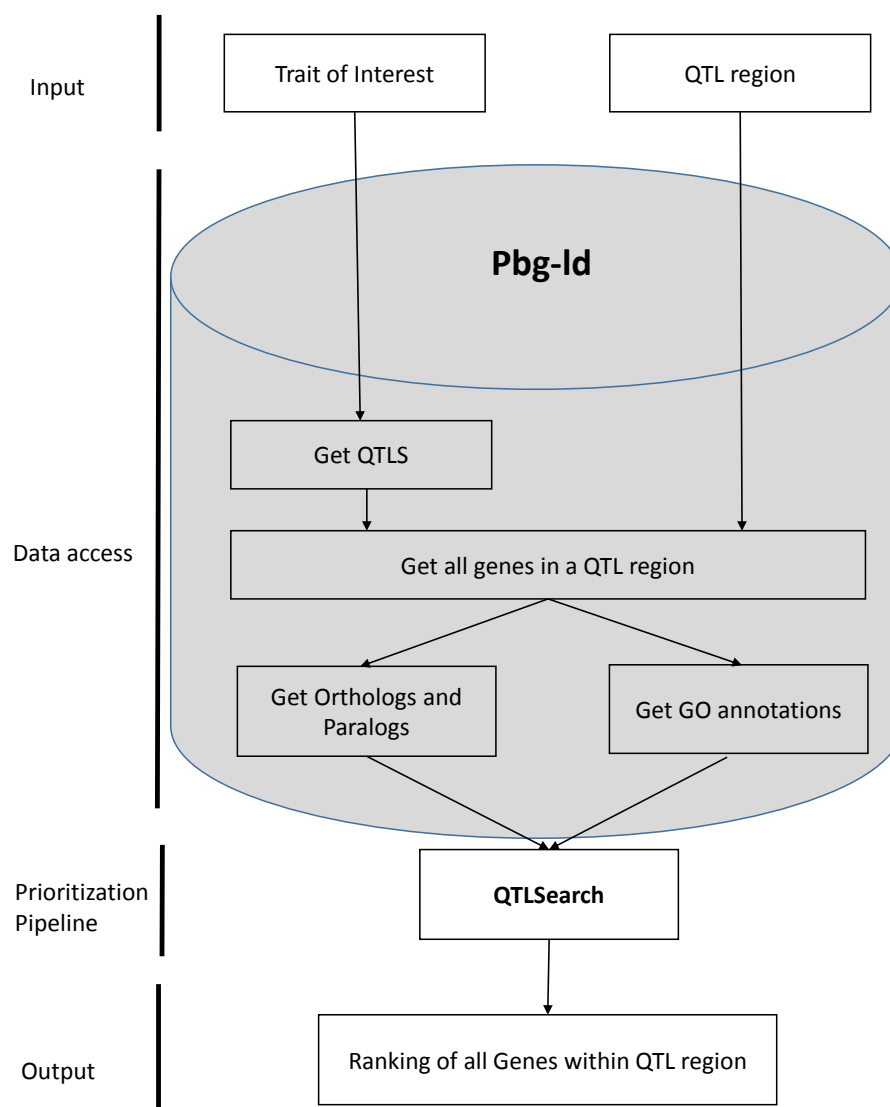 Input
Trait of Interest
QTL region
Pbg-ld
Data access
Get QTLS
Get all genes in a QTL region
Get Orthologs and
Paralogs
Get GO annotations
Prioritization
Pipeline
QTLSearch
Output
Ranking of all Genes within QTL region